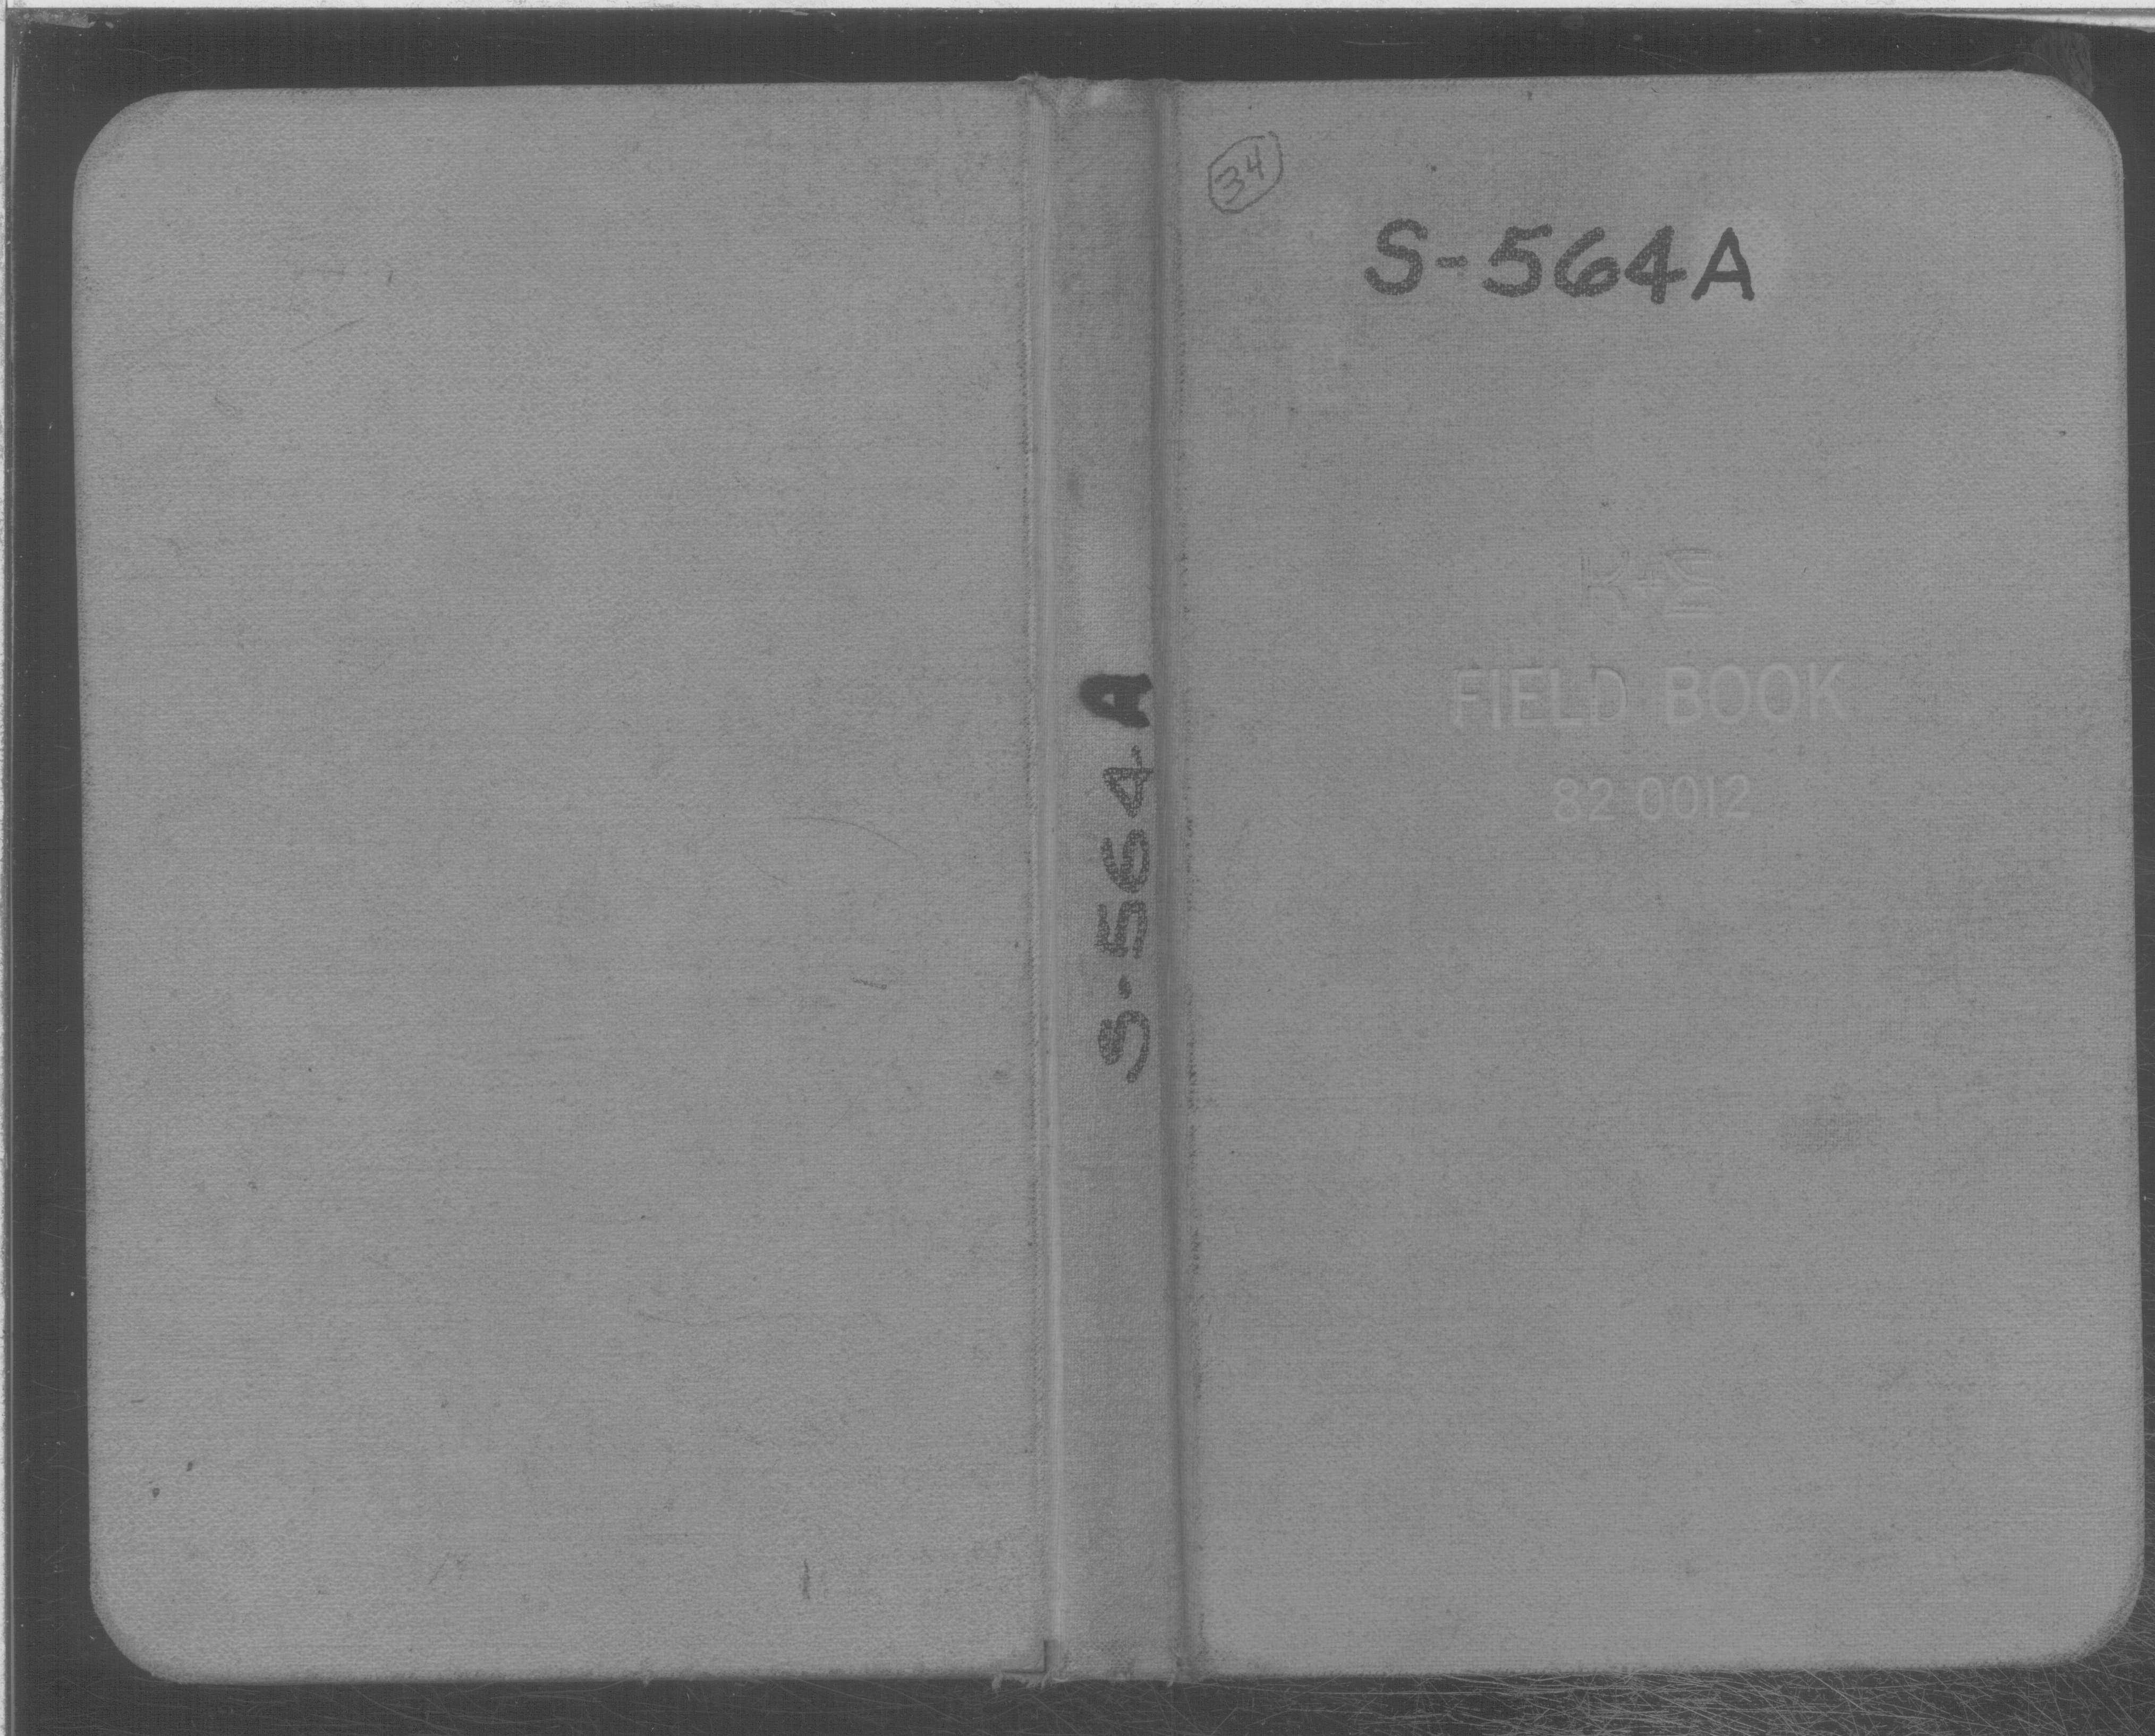 34
S-564A
K+E
FIELD BOOK
82 0012
S-564A